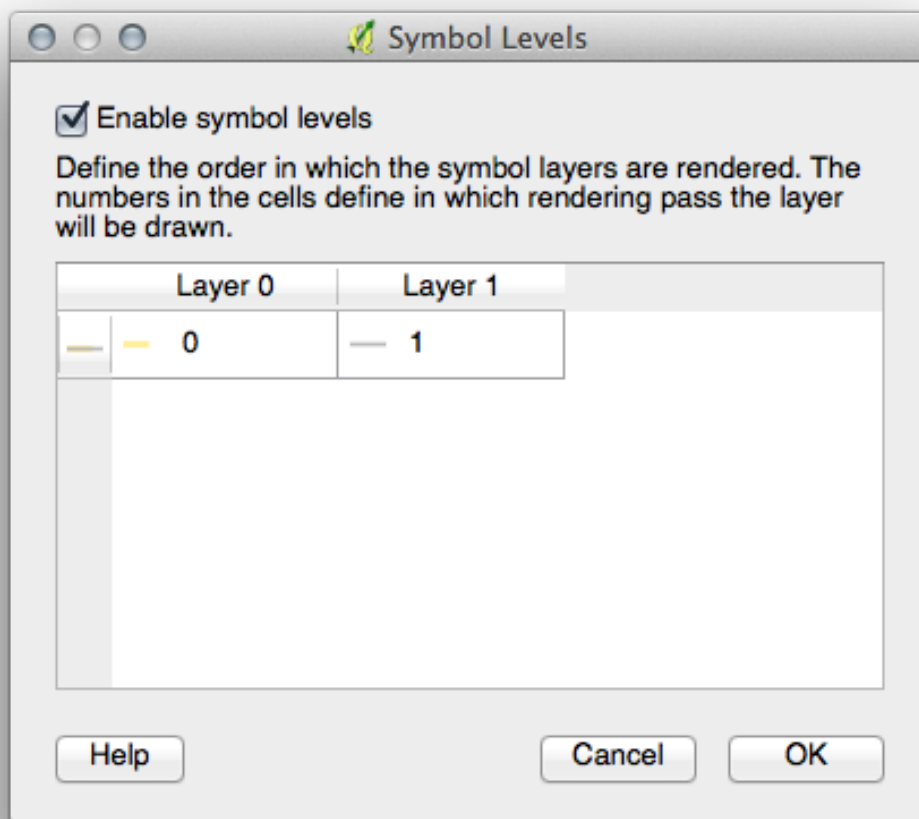 Symbol Levels
Enable symbol levels
Define the order in which the symbol layers are rendered. The
numbers in the cells define in which rendering pass the layer
will be drawn.
Layer 0 Layer 1
0 1
Help Cancel OK